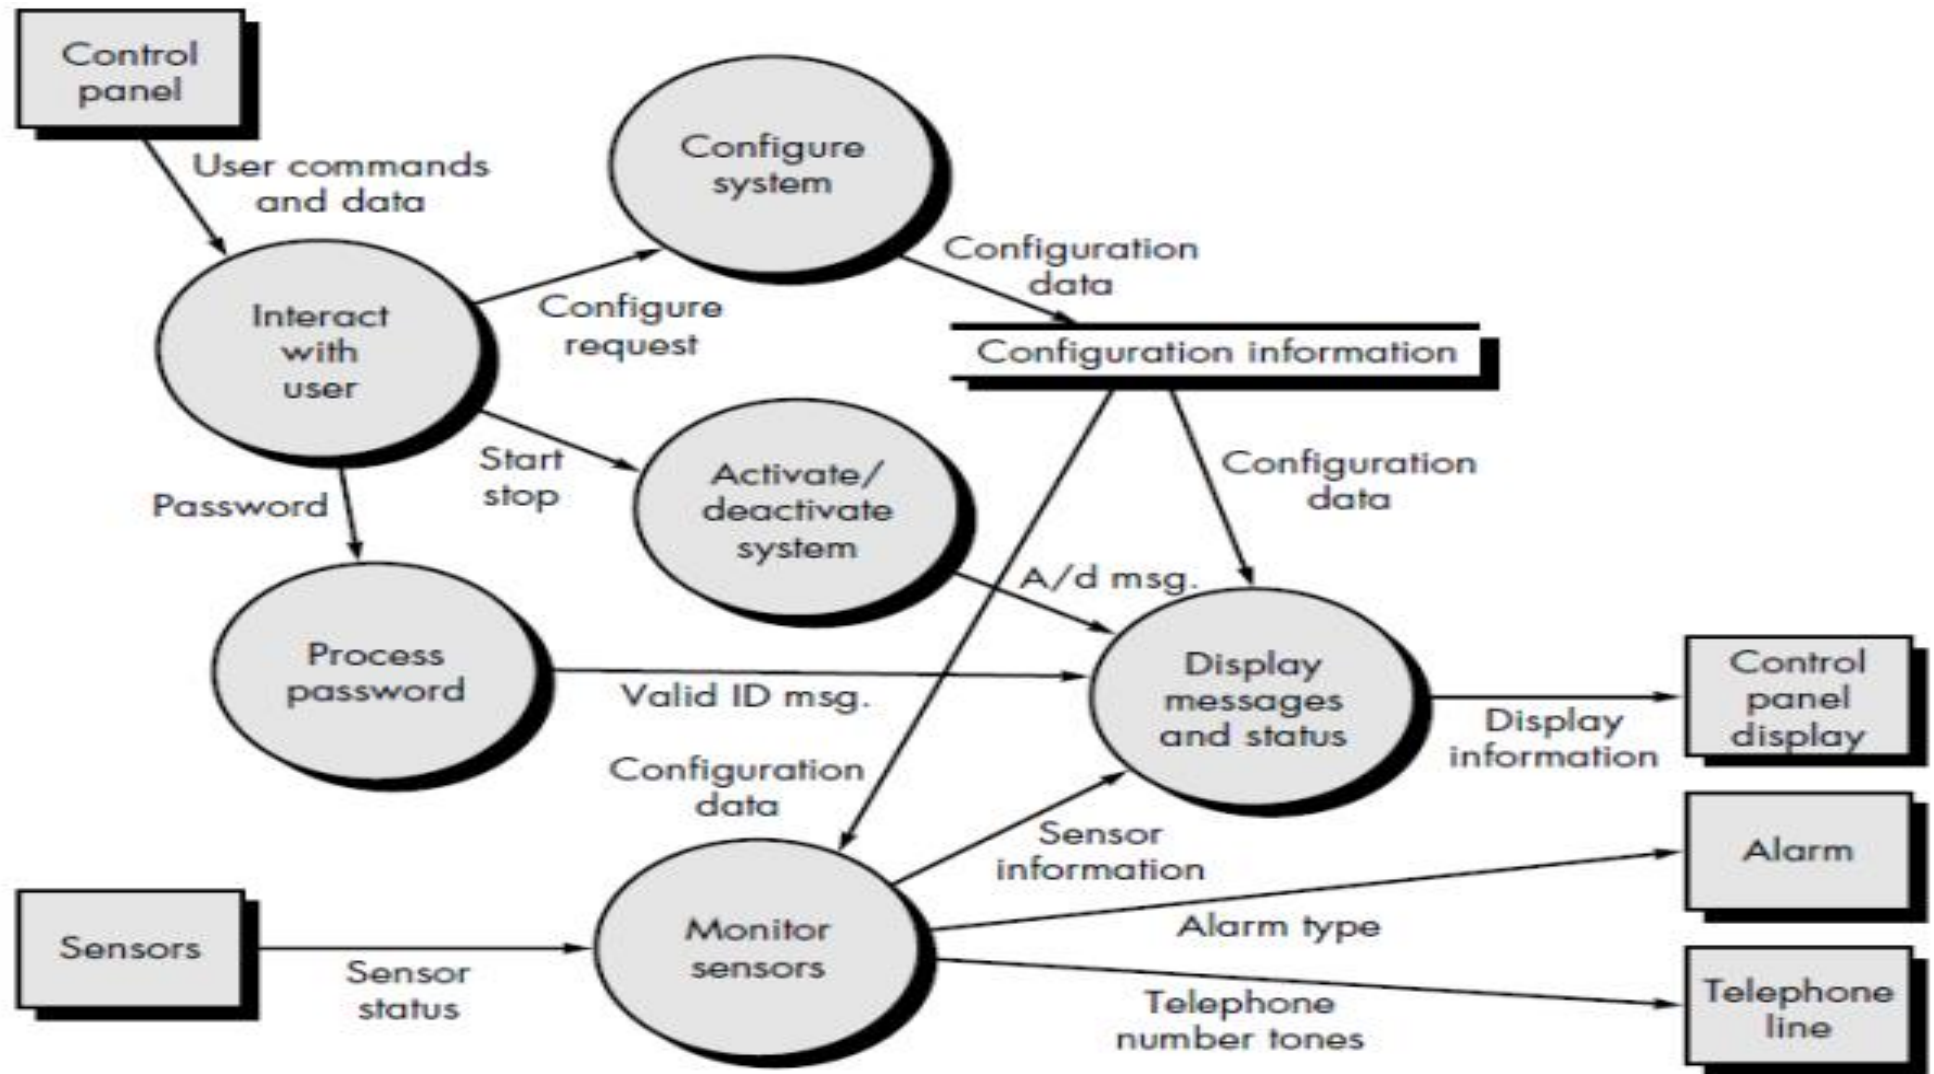 Control
panel
User commands
and data
Configure
system
Configuration
data
Interact
with
user
Configure
request
Configuration information
Start
stop
Password
Activate/
deactivate
system
Configuration
data
A/d msg.
Process
password
Valid ID msg.
Display
messages
and status
Control
panel
display
Display
information
Configuration
data
Sensor
information
Alarm
Alarm type
Sensors
Sensor
status
Monitor
sensors
Telephone
number tones
Telephone
line